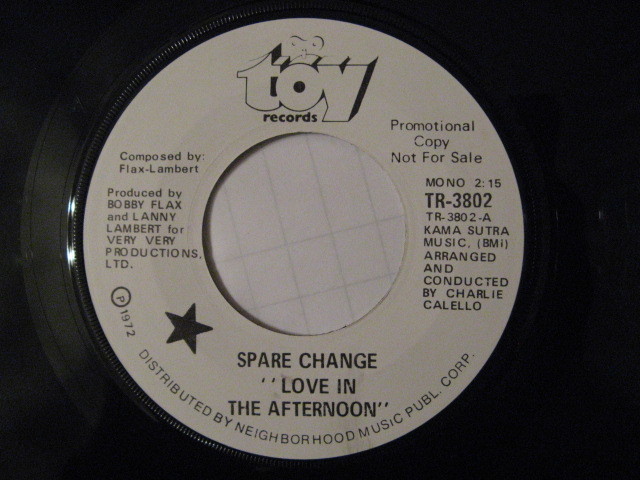 toy
records
Promotional
Copy
Not For Sale
Composed by:
Flax-Lambert
Produced by
BOBBY FLAX
and LANNY
LAMBERT for
VERY VERY
PRODUCTIONS,
LTD.
MONO 2:15
TR-3802
TR-3802-A
KAMA SUTRA
MUSIC, (BMi)
ARRANGED
AND
CONDUCTED
BY CHARLIE
CALELLO
Ⓟ 1972
SPARE CHANGE
"LOVE IN
THE AFTERNOON"
DISTRIBUTED BY NEIGHBORHOOD MUSIC PUBL. CORP.